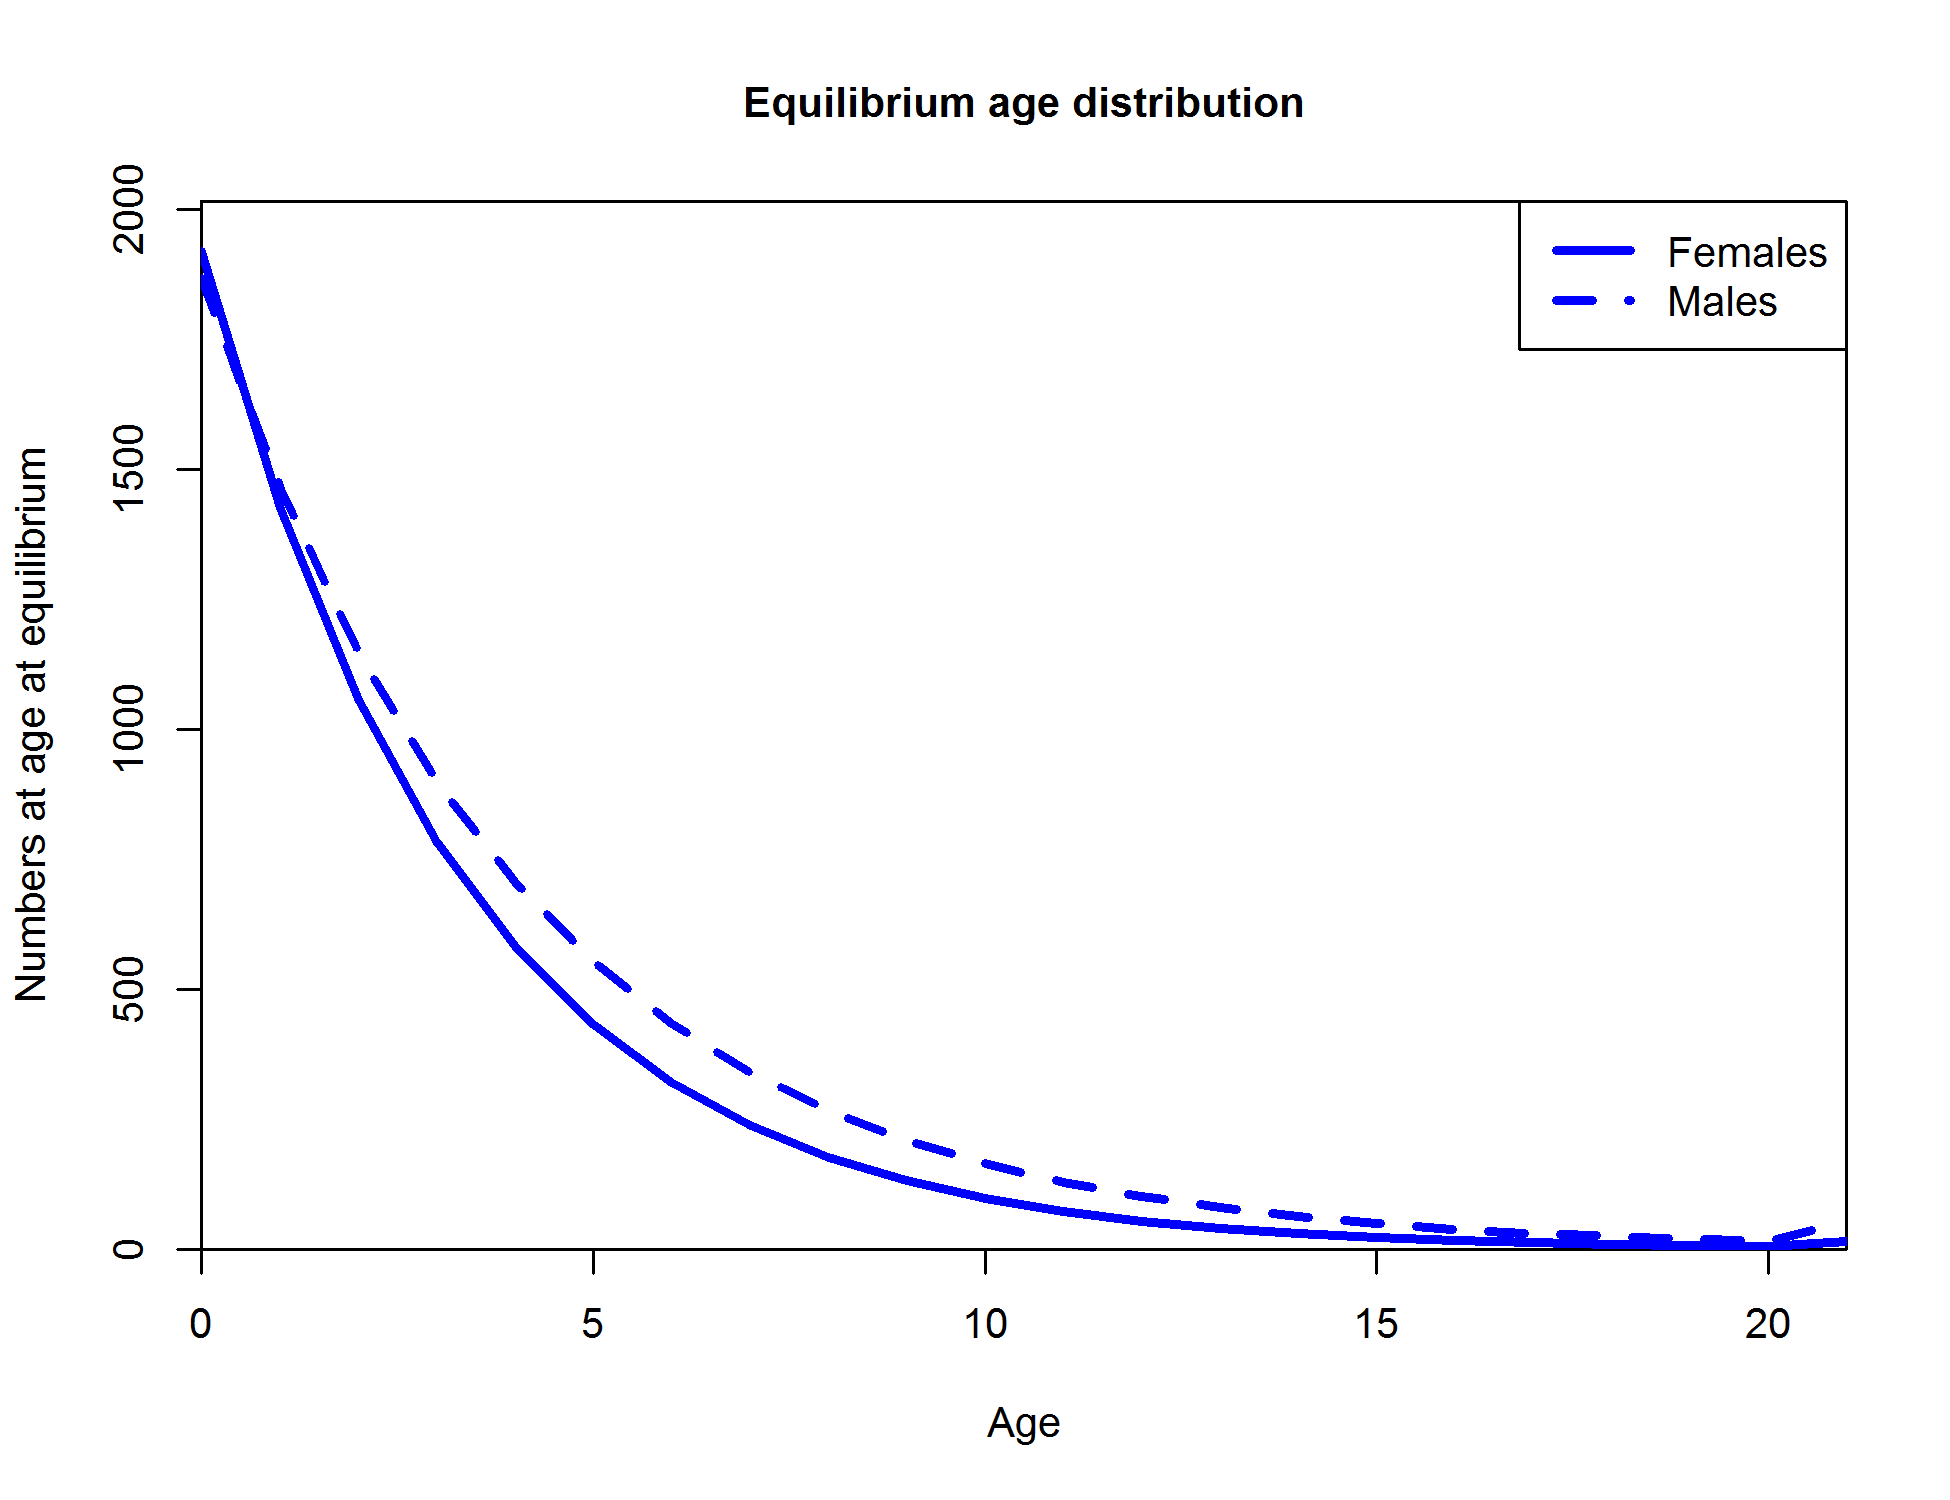 Equilibrium age distribution
Females
Males
Numbers at age at equilibrium
2000
1500
1000
500
0
0 5 10 15 20
Age